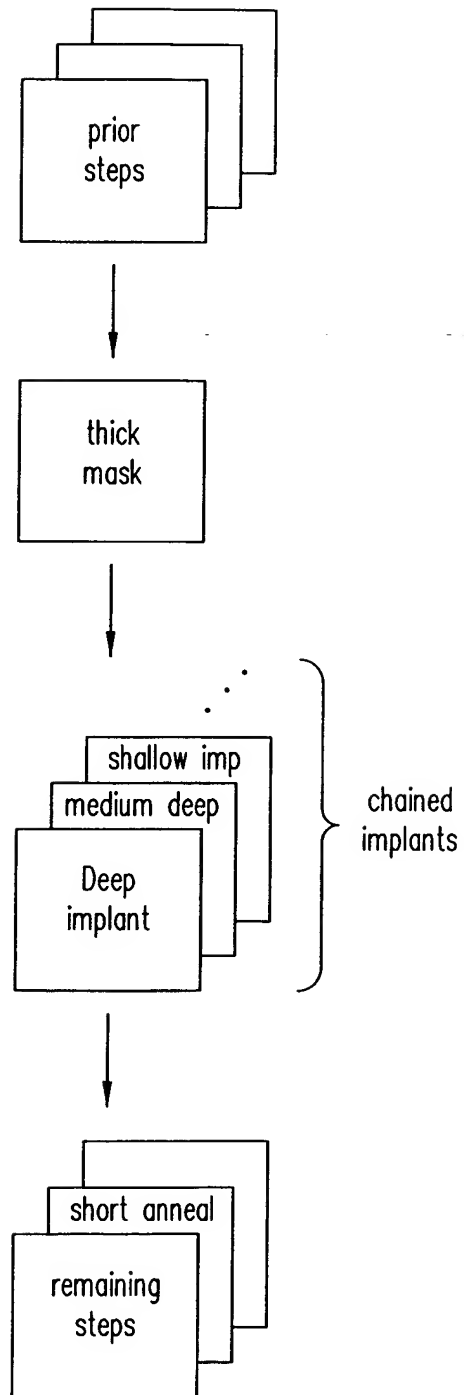 prior
steps
thick
mask
shallow imp
medium deep
Deep
implant
chained
implants
short anneal
remaining
steps